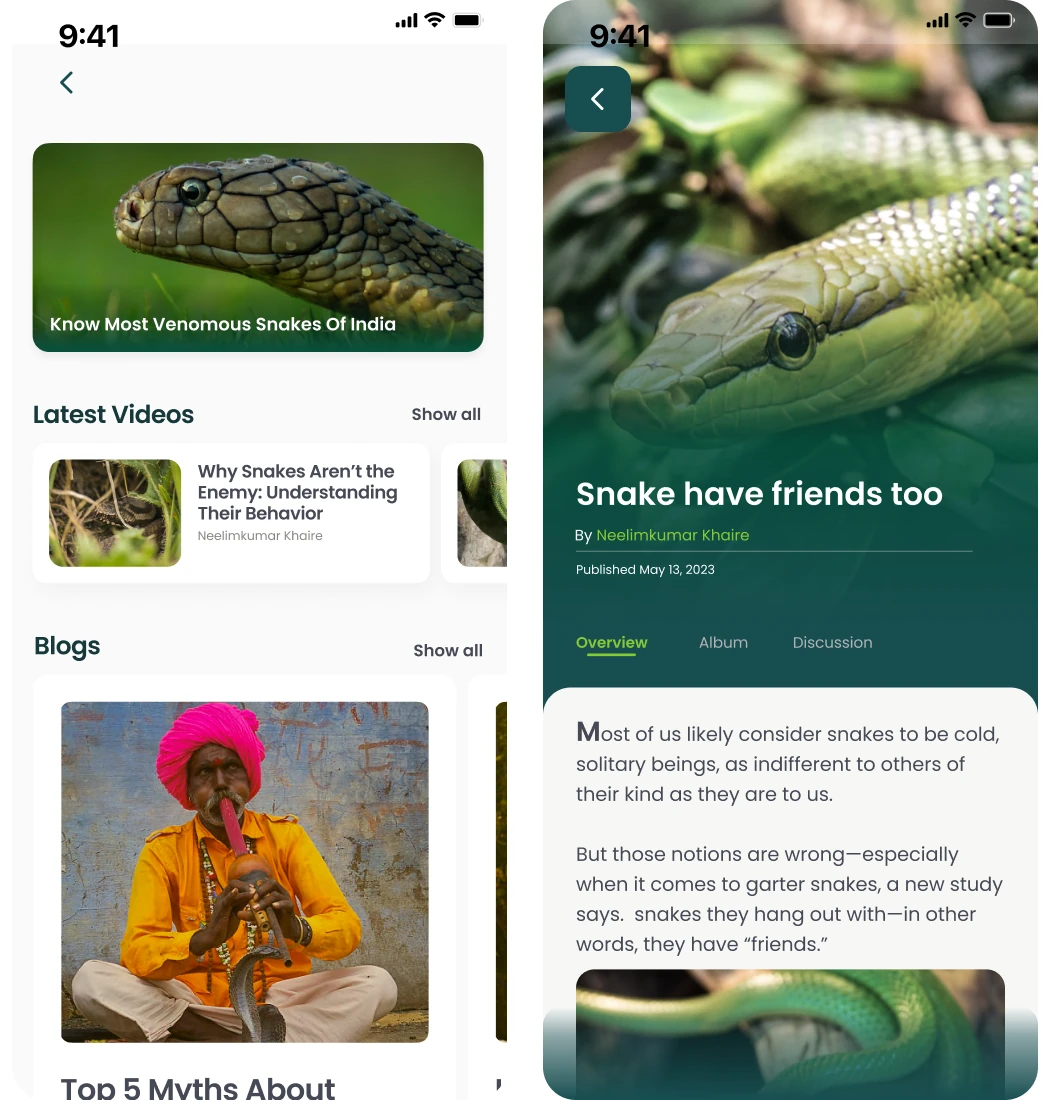 9:41
Know Most Venomous Snakes Of India
Latest Videos
Show all
Why Snakes Aren’t the
Enemy: Understanding
Their Behavior
Neelimkumar Khaire
Blogs
Show all
Top 5 Myths About
9:41
Snake have friends too
By Neelimkumar Khaire
Published May 13, 2023
Overview Album Discussion
Most of us likely consider snakes to be cold,
solitary beings, as indifferent to others of
their kind as they are to us.
But those notions are wrong—especially
when it comes to garter snakes, a new study
says.  snakes they hang out with—in other
words, they have “friends.”